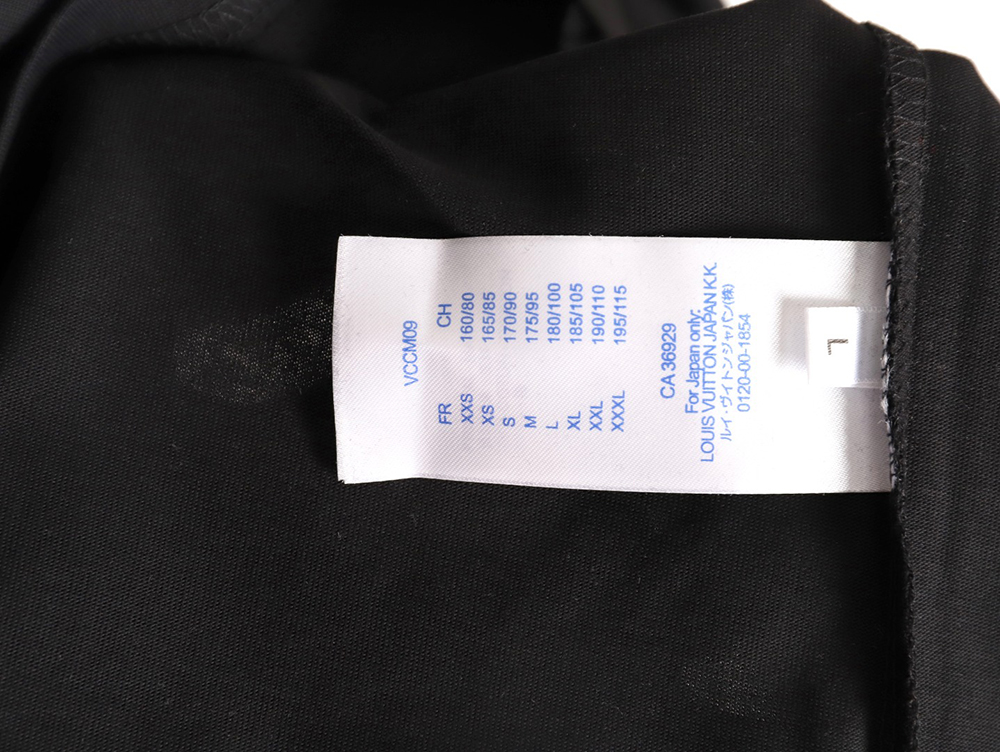 VCCM09
FR CH
XXS 160/80
XS 165/85
S 170/90
M 175/95
L 180/100
XL 185/105
XXL 190/110
XXXL 195/115
CA 36929
For Japan only:
LOUIS VUITTON JAPAN K.K.
ルイ・ヴィトン ジャパン(株)
0120-00-1854
L